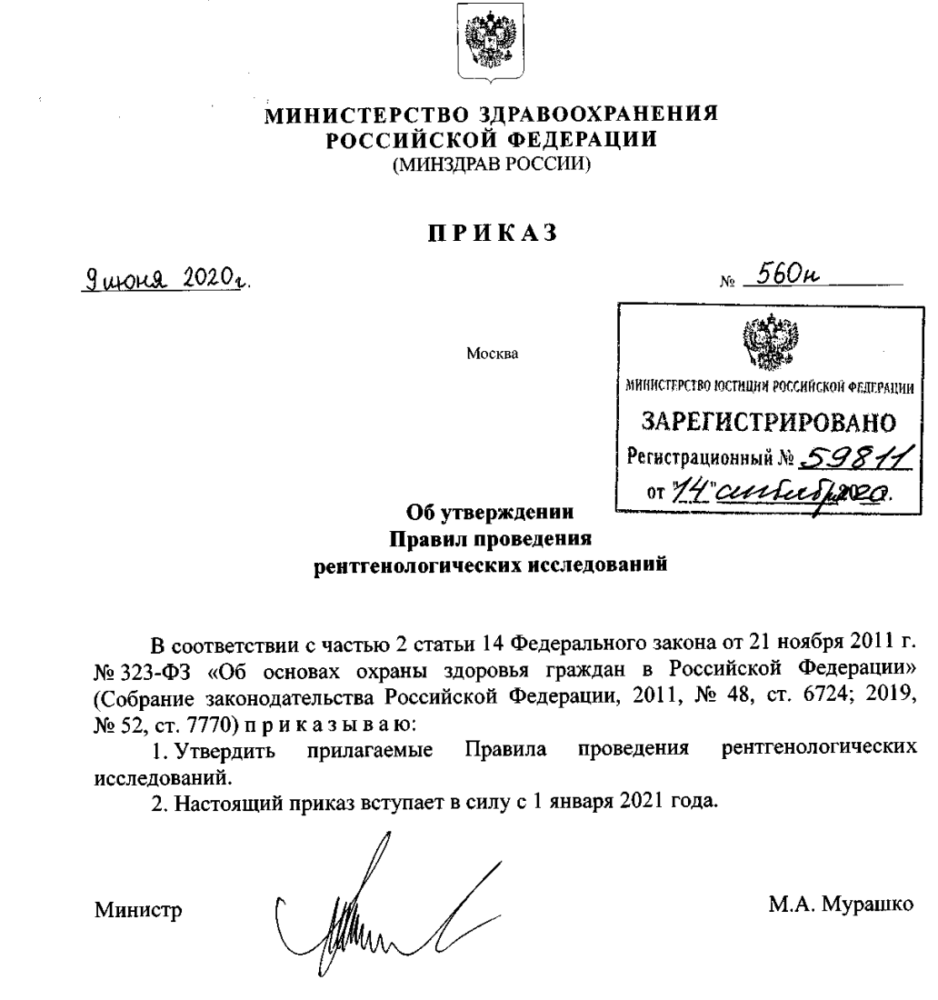 МИНИСТЕРСТВО ЗДРАВООХРАНЕНИЯ
РОССИЙСКОЙ ФЕДЕРАЦИИ
(МИНЗДРАВ РОССИИ)
П Р И К А З
9 июня 2020г.
№ 560н
Москва
МИНИСТЕРСТВО ЮСТИЦИИ РОССИЙСКОЙ ФЕДЕРАЦИИ
ЗАРЕГИСТРИРОВАНО
Регистрационный № 59811
от "14" сентября 2020.
Об утверждении
Правил проведения
рентгенологических исследований
В соответствии с частью 2 статьи 14 Федерального закона от 21 ноября 2011 г.
№ 323-ФЗ «Об основах охраны здоровья граждан в Российской Федерации»
(Собрание законодательства Российской Федерации, 2011, № 48, ст. 6724; 2019,
№ 52, ст. 7770) п р и к а з ы в а ю:
1. Утвердить прилагаемые Правила проведения рентгенологических
исследований.
2. Настоящий приказ вступает в силу с 1 января 2021 года.
Министр
М.А. Мурашко